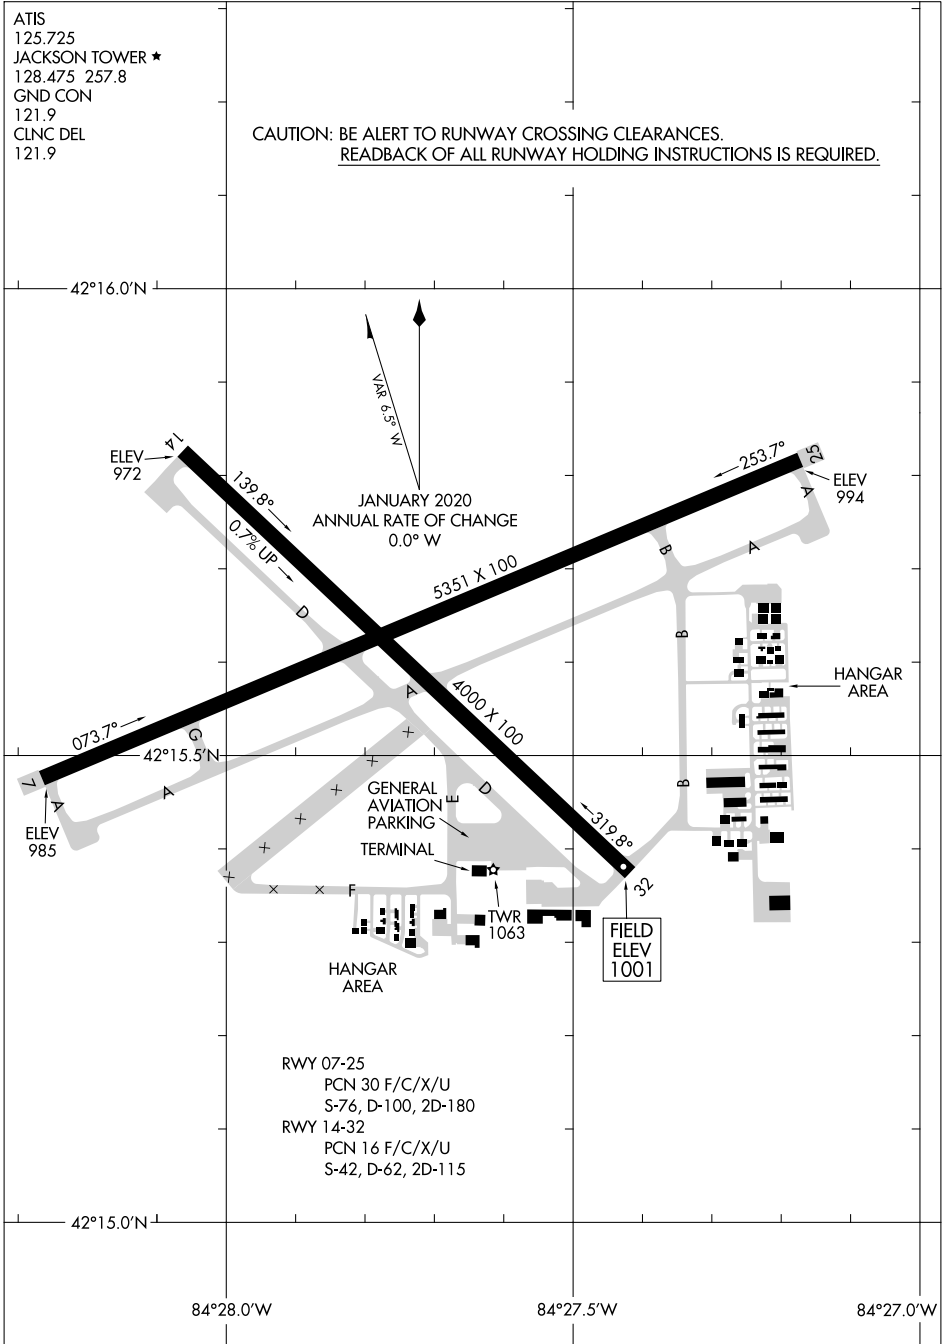 ATIS
125.725
JACKSON TOWER ★
128.475 257.8
GND CON
121.9
CLNC DEL
121.9
CAUTION: BE ALERT TO RUNWAY CROSSING CLEARANCES.
READBACK OF ALL RUNWAY HOLDING INSTRUCTIONS IS REQUIRED.
42°16.0'N
VAR 6.5° W
JANUARY 2020
ANNUAL RATE OF CHANGE
0.0° W
14
ELEV
972
139.8°
0.7% UP
253.7°
25
ELEV
994
A
A
B
5351 X 100
D
B
A
4000 X 100
HANGAR
AREA
073.7°
G
42°15.5'N
7
A
A
ELEV
985
GENERAL
AVIATION
PARKING
E
D
B
319.8°
TERMINAL
32
F
TWR
1063
FIELD
ELEV
1001
HANGAR
AREA
RWY 07-25
PCN 30 F/C/X/U
S-76, D-100, 2D-180
RWY 14-32
PCN 16 F/C/X/U
S-42, D-62, 2D-115
42°15.0'N
84°28.0'W
84°27.5'W
84°27.0'W